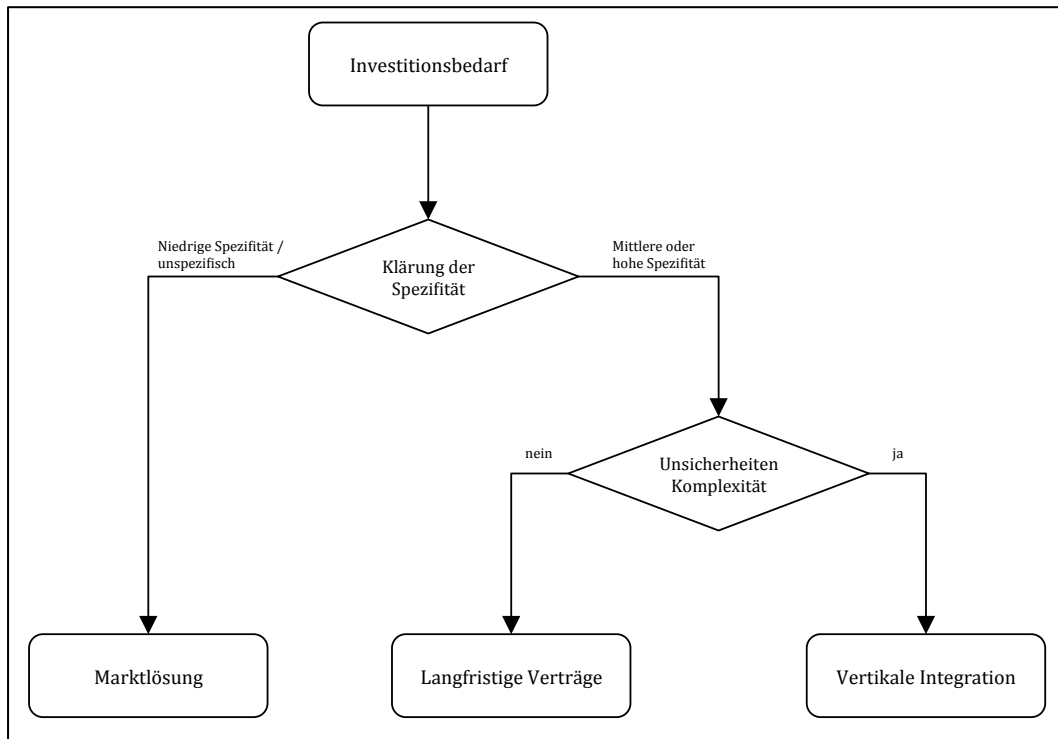 Investitionsbedarf
Niedrige Spezifität /
unspezifisch
Klärung der
Spezifität
Mittlere oder
hohe Spezifität
nein
Unsicherheiten
Komplexität
ja
Marktlösung
Langfristige Verträge
Vertikale Integration